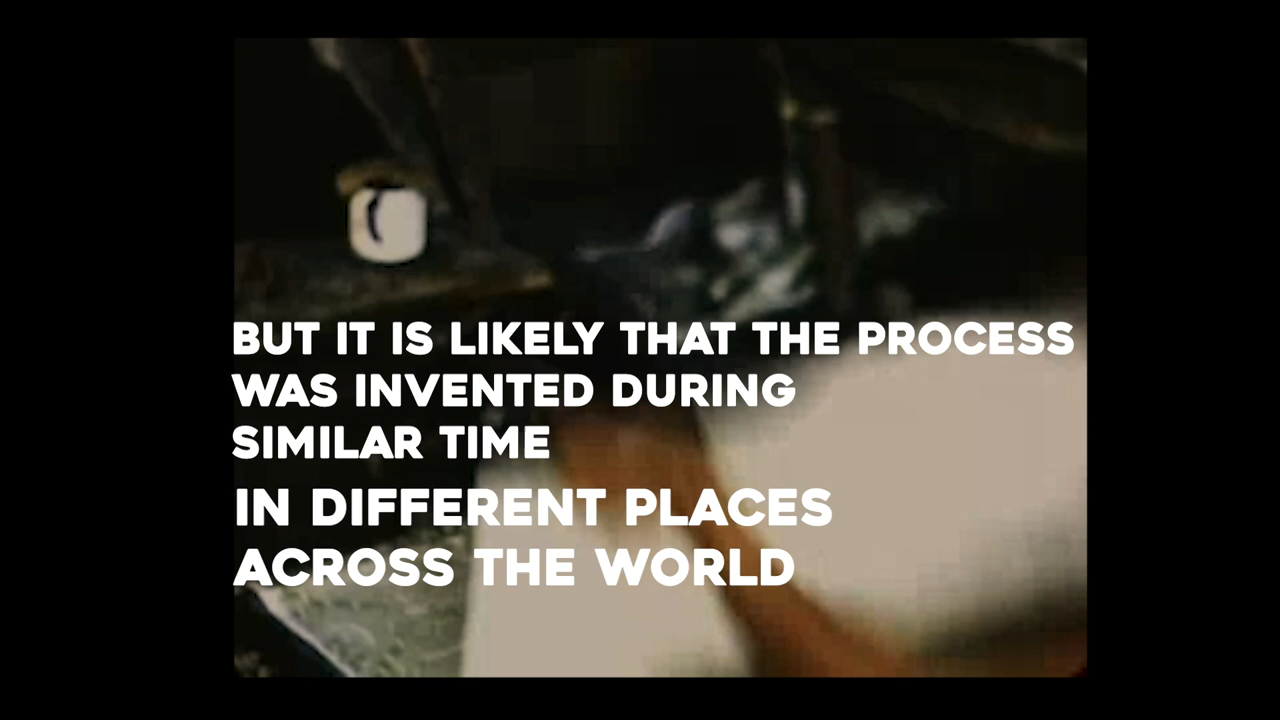 BUT IT IS LIKELY THAT THE PROCESS
WAS INVENTED DURING
SIMILAR TIME
IN DIFFERENT PLACES
ACROSS THE WORLD